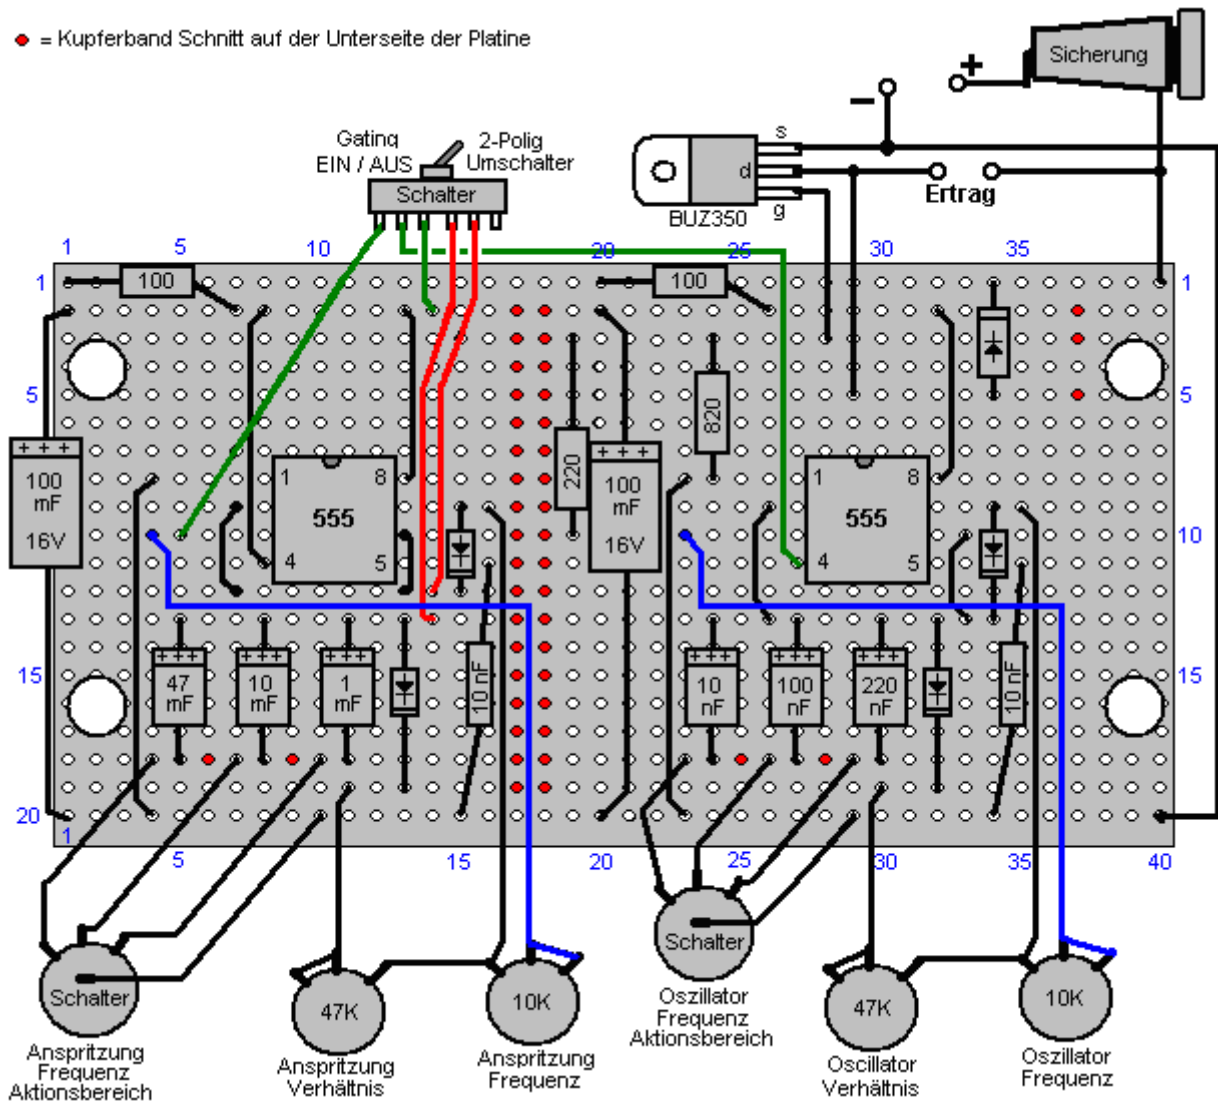 = Kupferband Schnitt auf der Unterseite der Platine
Sicherung
+
−
Gating
EIN / AUS
2-Polig
Umschalter
Schalter
s
d
g
BUZ350
Ertrag
1 5 10 20 25 30 35
1 100 100 1
5 5
820
220
+ + +
100
mF
16V
1 8
555
4 5
+ + +
100
mF
16V
1 8
555
4 5
10
15 15
+ + +
47
mF
+ + +
10
mF
+ + +
1
mF
10 nF
+ + +
10
nF
+ + +
100
nF
+ + +
220
nF
10 nF
20
1 5 15 20 25 30 35 40
Schalter
Anspritzung
Frequenz
Aktionsbereich
47K
Anspritzung
Verhältnis
10K
Anspritzung
Frequenz
Schalter
Oszillator
Frequenz
Aktionsbereich
47K
Oscillator
Verhältnis
10K
Oszillator
Frequenz